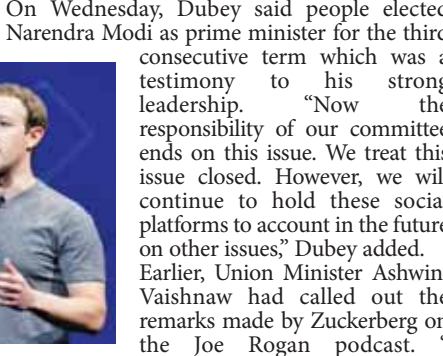 On Wednesday, Dubey said people elected
Narendra Modi as prime minister for the third
consecutive term which was a
testimony to his strong
leadership. “Now the
responsibility of our committee
ends on this issue. We treat this
issue closed. However, we will
continue to hold these social
platforms to account in the future
on other issues,” Dubey added.
Earlier, Union Minister Ashwini
Vaishnaw had called out the
remarks made by Zuckerberg on
the Joe Rogan podcast.